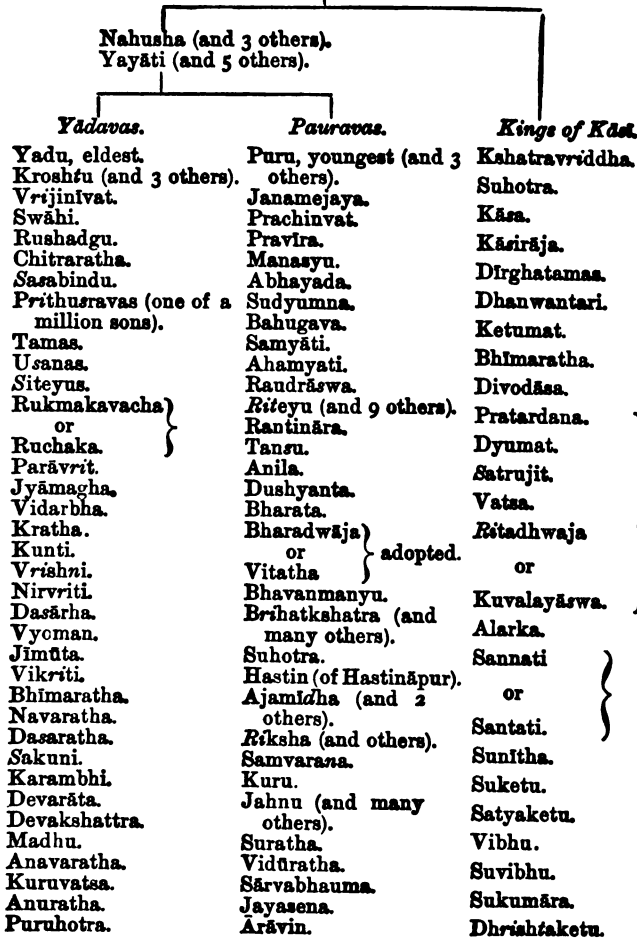 Nahusha (and 3 others).
Yayāti (and 5 others).
Yādavas.
Yadu, eldest.
Kroshtu (and 3 others).
Vrijinīvat.
Swāhi.
Rushadgu.
Chitraratha.
Sasabindu.
Prithusravas (one of a
million sons).
Tamas.
Usanas.
Siteyus.
Rukmakavacha
or
Ruchaka.
Parāvrit.
Jyāmagha.
Vidarbha.
Kratha.
Kunti.
Vrishni.
Nirvriti.
Dasārha.
Vyoman.
Jīmūta.
Vikriti.
Bhīmaratha.
Navaratha.
Dasaratha.
Sakuni.
Karambhi.
Devarāta.
Devakshattra.
Madhu.
Anavaratha.
Kuruvatsa.
Anuratha.
Puruhotra.
Pauravas.
Puru, youngest (and 3
others).
Janamejaya.
Prachinvat.
Pravīra.
Manasyu.
Abhayada.
Sudyumna.
Bahugava.
Samyāti.
Ahamyati.
Raudrāswa.
Riteyu (and 9 others).
Rantināra.
Tansu.
Anila.
Dushyanta.
Bharata.
Bharadwāja
or
Vitatha
adopted.
Bhavanmanyu.
Brihatkshatra (and
many others).
Suhotra.
Hastin (of Hastināpur).
Ajamīdha (and 2
others).
Riksha (and others).
Samvarana.
Kuru.
Jahnu (and many
others).
Suratha.
Vidūratha.
Sārvabhauma.
Jayasena.
Ārāvin.
Kings of Kāsi.
Kshatravriddha.
Suhotra.
Kāsa.
Kāsirāja.
Dīrghatamas.
Dhanwantari.
Ketumat.
Bhīmaratha.
Divodāsa.
Pratardana.
Dyumat.
Satrujit.
Vatsa.
Ritadhwaja
or
Kuvalayāswa.
Alarka.
Sannati
or
Santati.
Sunītha.
Suketu.
Satyaketu.
Vibhu.
Suvibhu.
Sukumāra.
Dhrishtaketu.